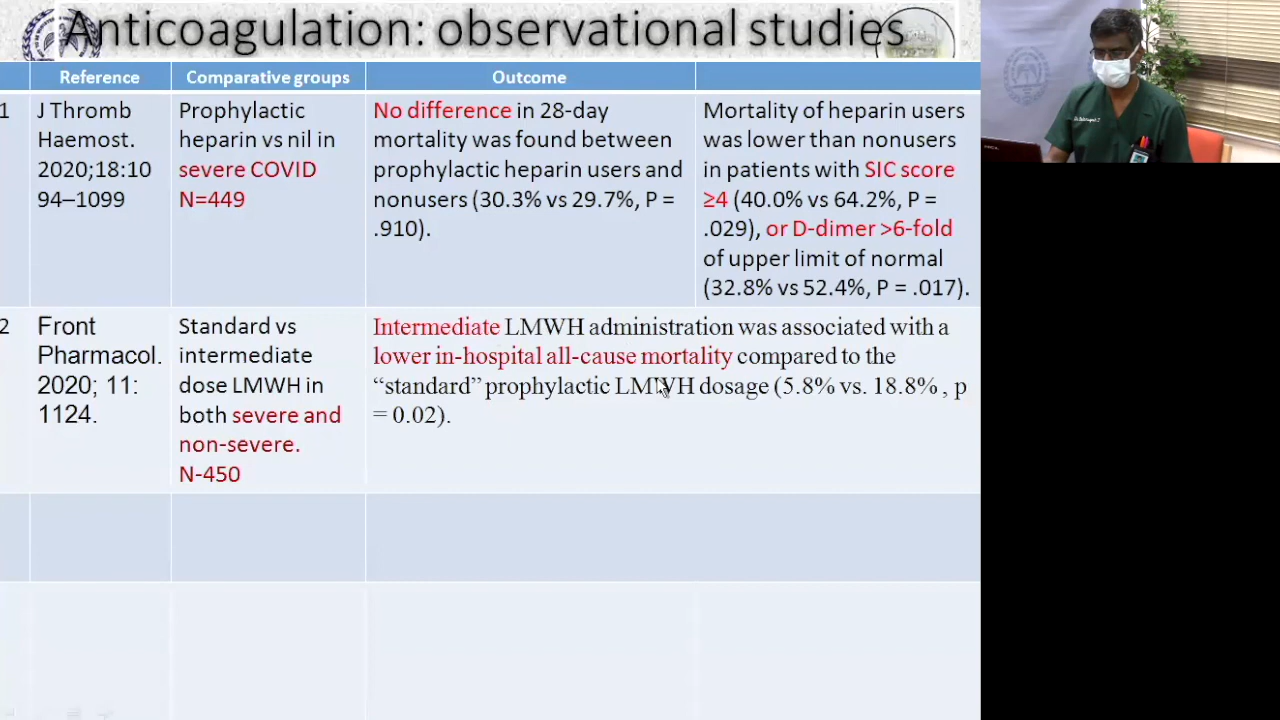 Anticoagulation: observational studies
Reference
Comparative groups
Outcome
1
J Thromb
Haemost.
2020;18:10
94–1099
Prophylactic
heparin vs nil in
severe COVID
N=449
No difference in 28-day
mortality was found between
prophylactic heparin users and
nonusers (30.3% vs 29.7%, P =
.910).
Mortality of heparin users
was lower than nonusers
in patients with SIC score
≥4 (40.0% vs 64.2%, P =
.029), or D-dimer >6-fold
of upper limit of normal
(32.8% vs 52.4%, P = .017).
2
Front
Pharmacol.
2020; 11:
1124.
Standard vs
intermediate
dose LMWH in
both severe and
non-severe.
N-450
Intermediate LMWH administration was associated with a
lower in-hospital all-cause mortality compared to the
“standard” prophylactic LMWH dosage (5.8% vs. 18.8% , p
= 0.02).